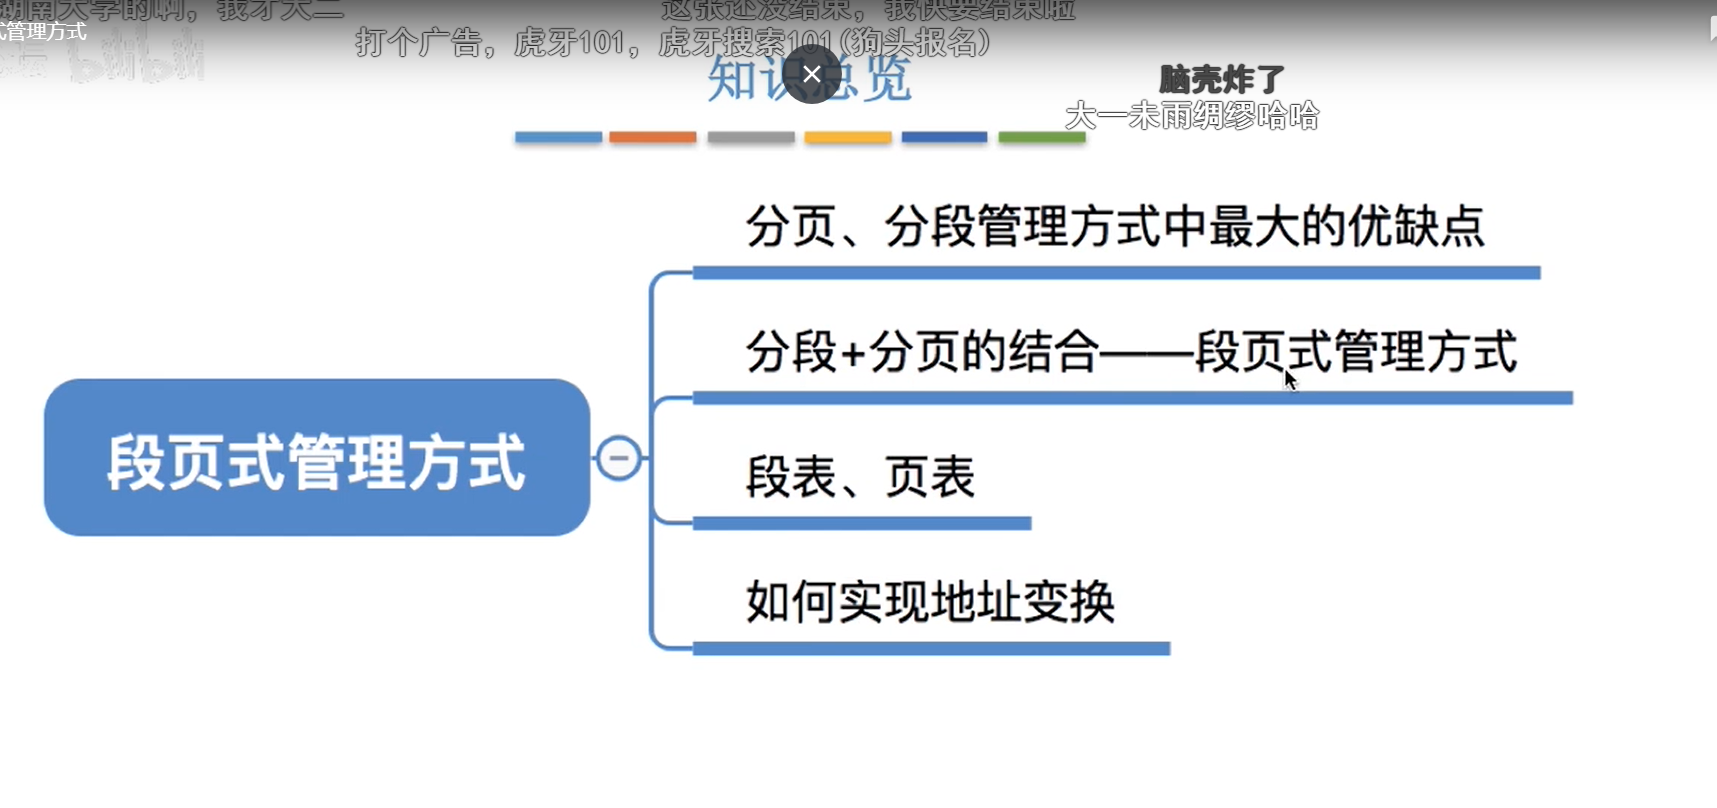 湖南大学的啊，我才大二
这张还没结束，我快要结束啦
式管理方式
打个广告，虎牙101，虎牙搜索101(狗头报名)
知识总览
脑壳炸了
大一未雨绸缪哈哈
分页、分段管理方式中最大的优缺点
分段+分页的结合——段页式管理方式
段页式管理方式
段表、页表
如何实现地址变换